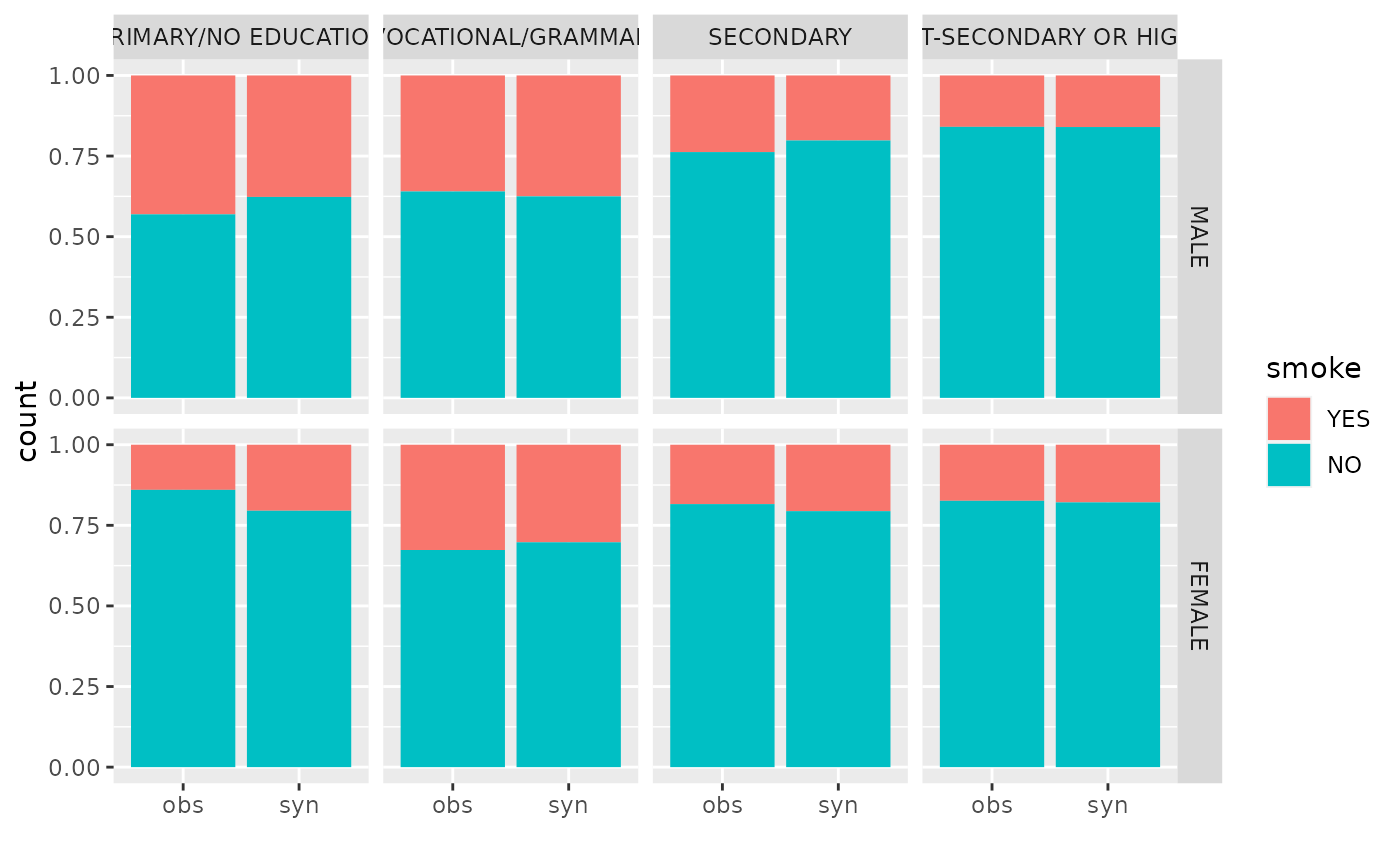 RIMARY/NO EDUCATIO VOCATIONAL/GRAMMAR SECONDARY T-SECONDARY OR HIG
1.00
0.75
0.50
0.25
0.00
MALE
1.00
0.75
0.50
0.25
0.00
FEMALE
count
obs syn obs syn obs syn obs syn
smoke
YES
NO